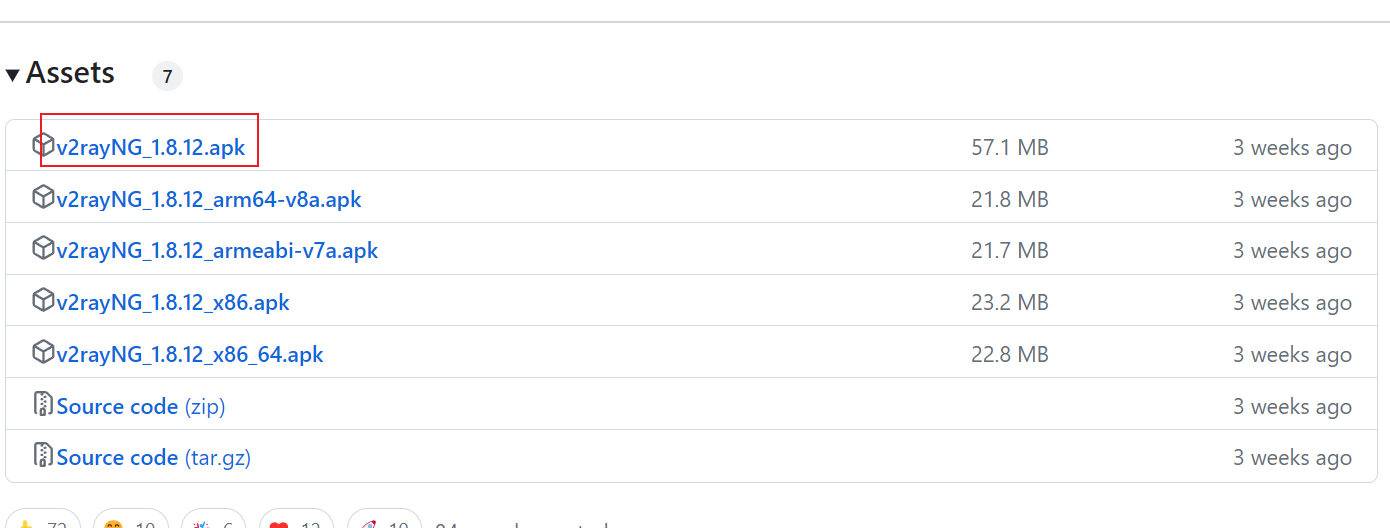 Assets 7
v2rayNG_1.8.12.apk 57.1 MB 3 weeks ago
v2rayNG_1.8.12_arm64-v8a.apk 21.8 MB 3 weeks ago
v2rayNG_1.8.12_armeabi-v7a.apk 21.7 MB 3 weeks ago
v2rayNG_1.8.12_x86.apk 23.2 MB 3 weeks ago
v2rayNG_1.8.12_x86_64.apk 22.8 MB 3 weeks ago
Source code (zip) 3 weeks ago
Source code (tar.gz) 3 weeks ago